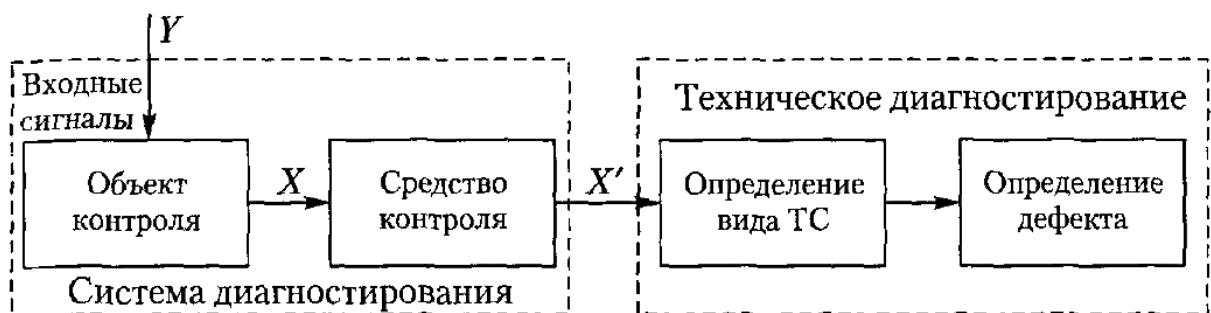 Y
Входные
сигналы
Техническое диагностирование
Объект
контроля
X
Средство
контроля
X′
Определение
вида ТС
Определение
дефекта
Система диагностирования